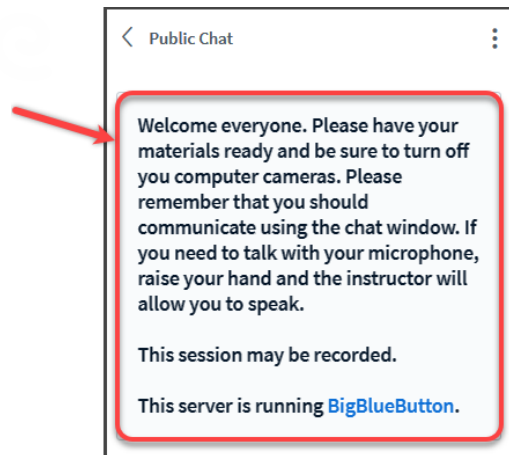 Public Chat
Welcome everyone. Please have your
materials ready and be sure to turn off
you computer cameras. Please
remember that you should
communicate using the chat window. If
you need to talk with your microphone,
raise your hand and the instructor will
allow you to speak.
This session may be recorded.
This server is running BigBlueButton.